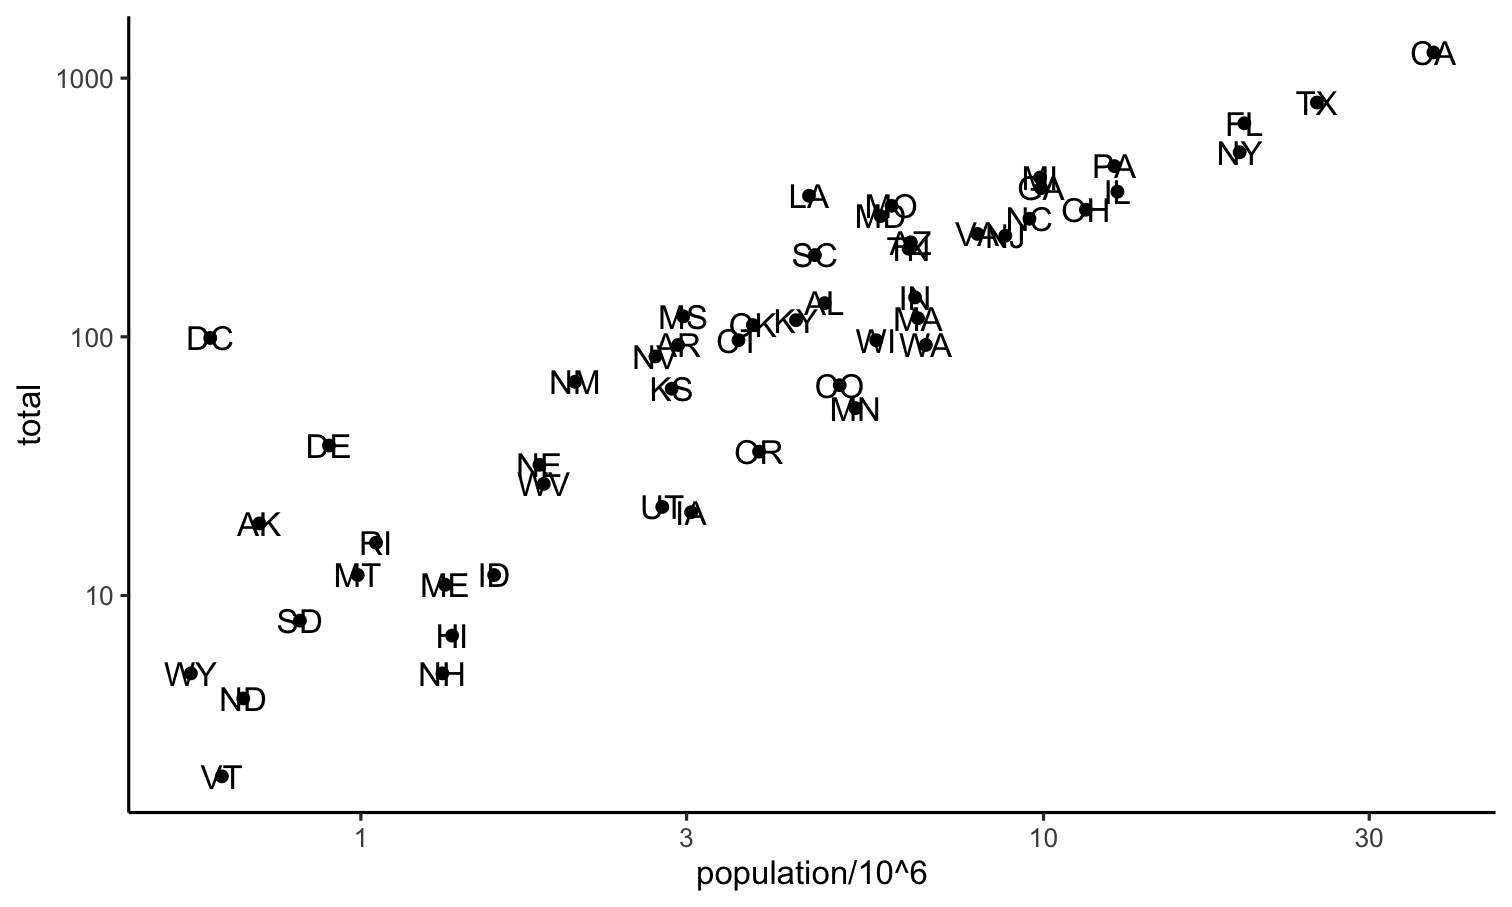 CA
1000
TX
FL
NY
PA
MI
GA
IL
LA
MO
MD
OH
NC
VA
NJ
AZ
TN
SC
IN
AL
MS
MA
KY
OK
DC
100
CT
WI
WA
AR
NV
NM
KS
CO
MN
total
DE
OR
NE
WV
UT
IA
AK
RI
MT
ME
ID
10
SD
HI
WY
NH
ND
VT
1
3
10
30
population/10^6